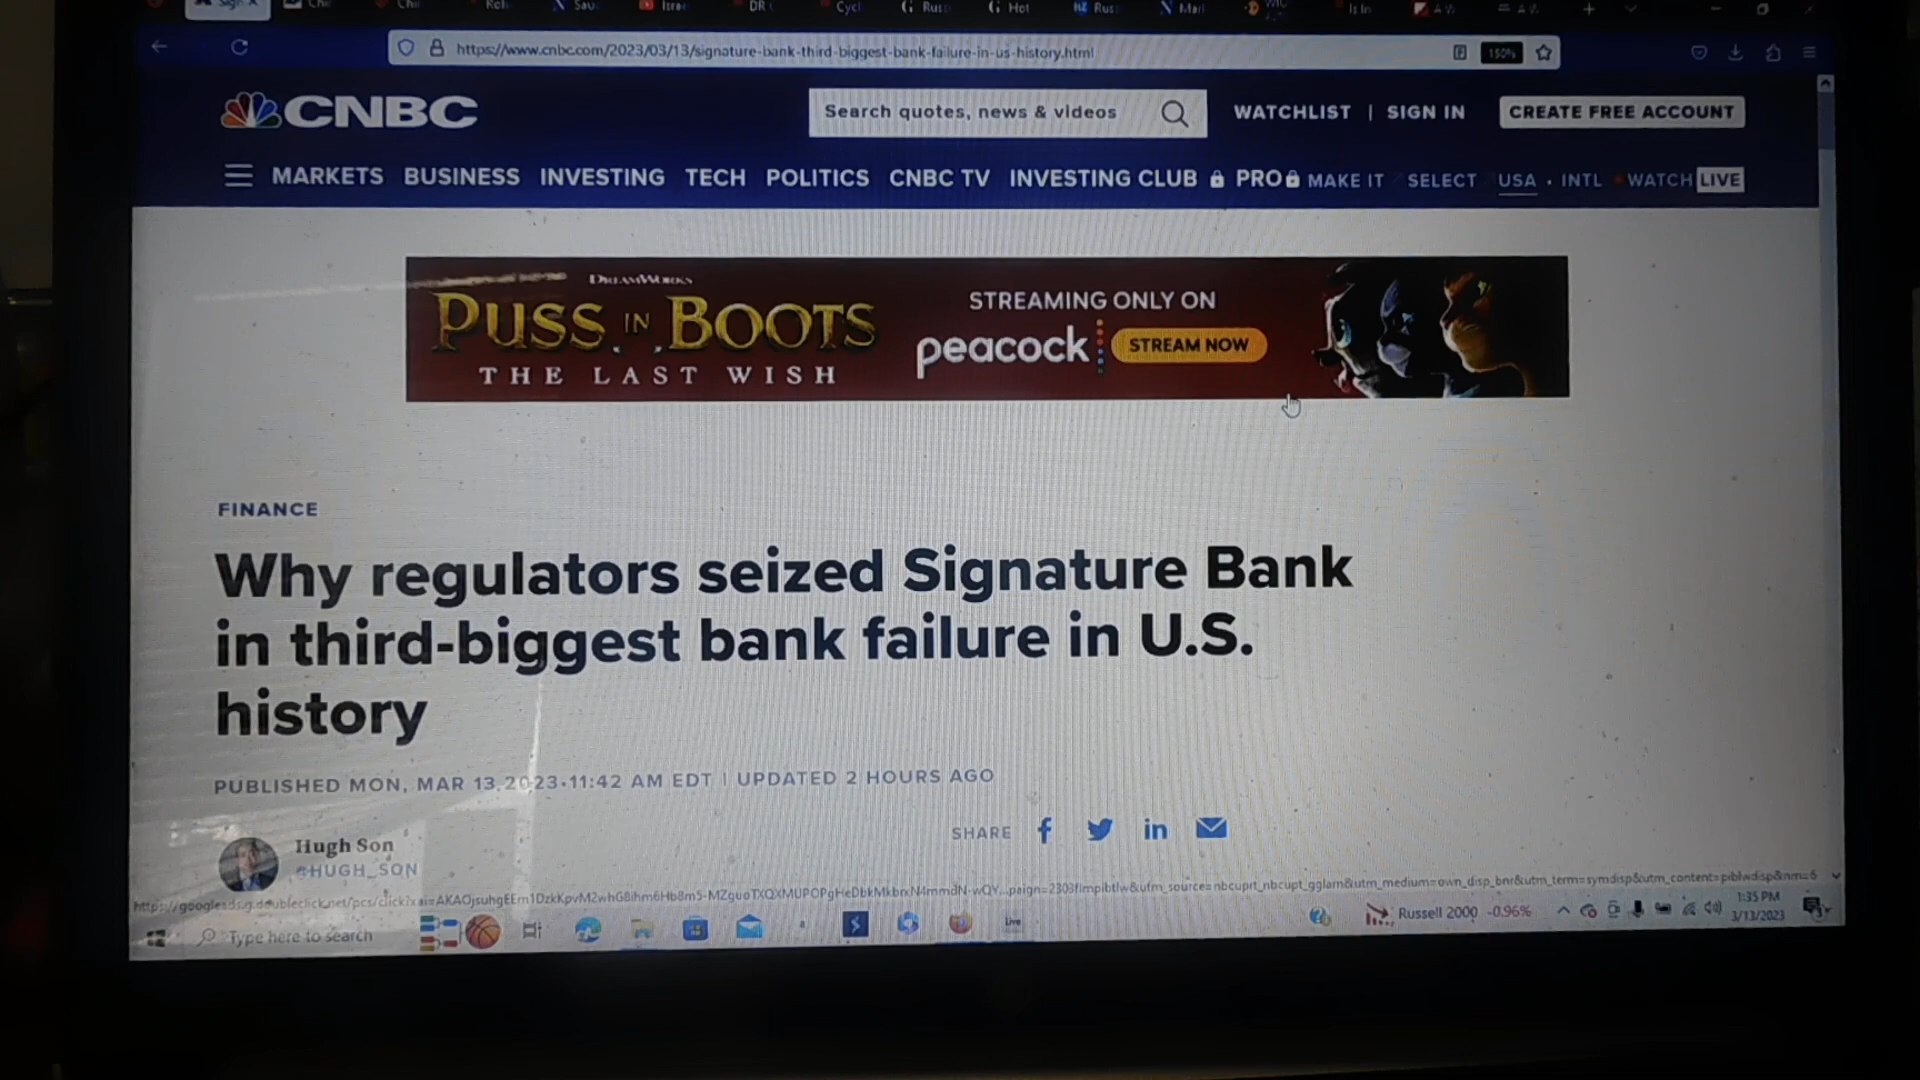 https://www.cnbc.com/2023/03/13/signature-bank-third-biggest-bank-failure-in-us-history.html
150%
CNBC
Search quotes, news & videos
WATCHLIST | SIGN IN
CREATE FREE ACCOUNT
MARKETS BUSINESS INVESTING TECH POLITICS CNBC TV INVESTING CLUB PRO MAKE IT SELECT USA • INTL WATCH LIVE
DREAMWORKS
PUSS IN BOOTS
THE LAST WISH
STREAMING ONLY ON
peacock
STREAM NOW
FINANCE
Why regulators seized Signature Bank
in third-biggest bank failure in U.S.
history
PUBLISHED MON, MAR 13 2023•11:42 AM EDT | UPDATED 2 HOURS AGO
Hugh Son
@HUGH_SON
SHARE
Type here to search
Live
Russell 2000 -0.96%
1:35 PM
3/13/2023